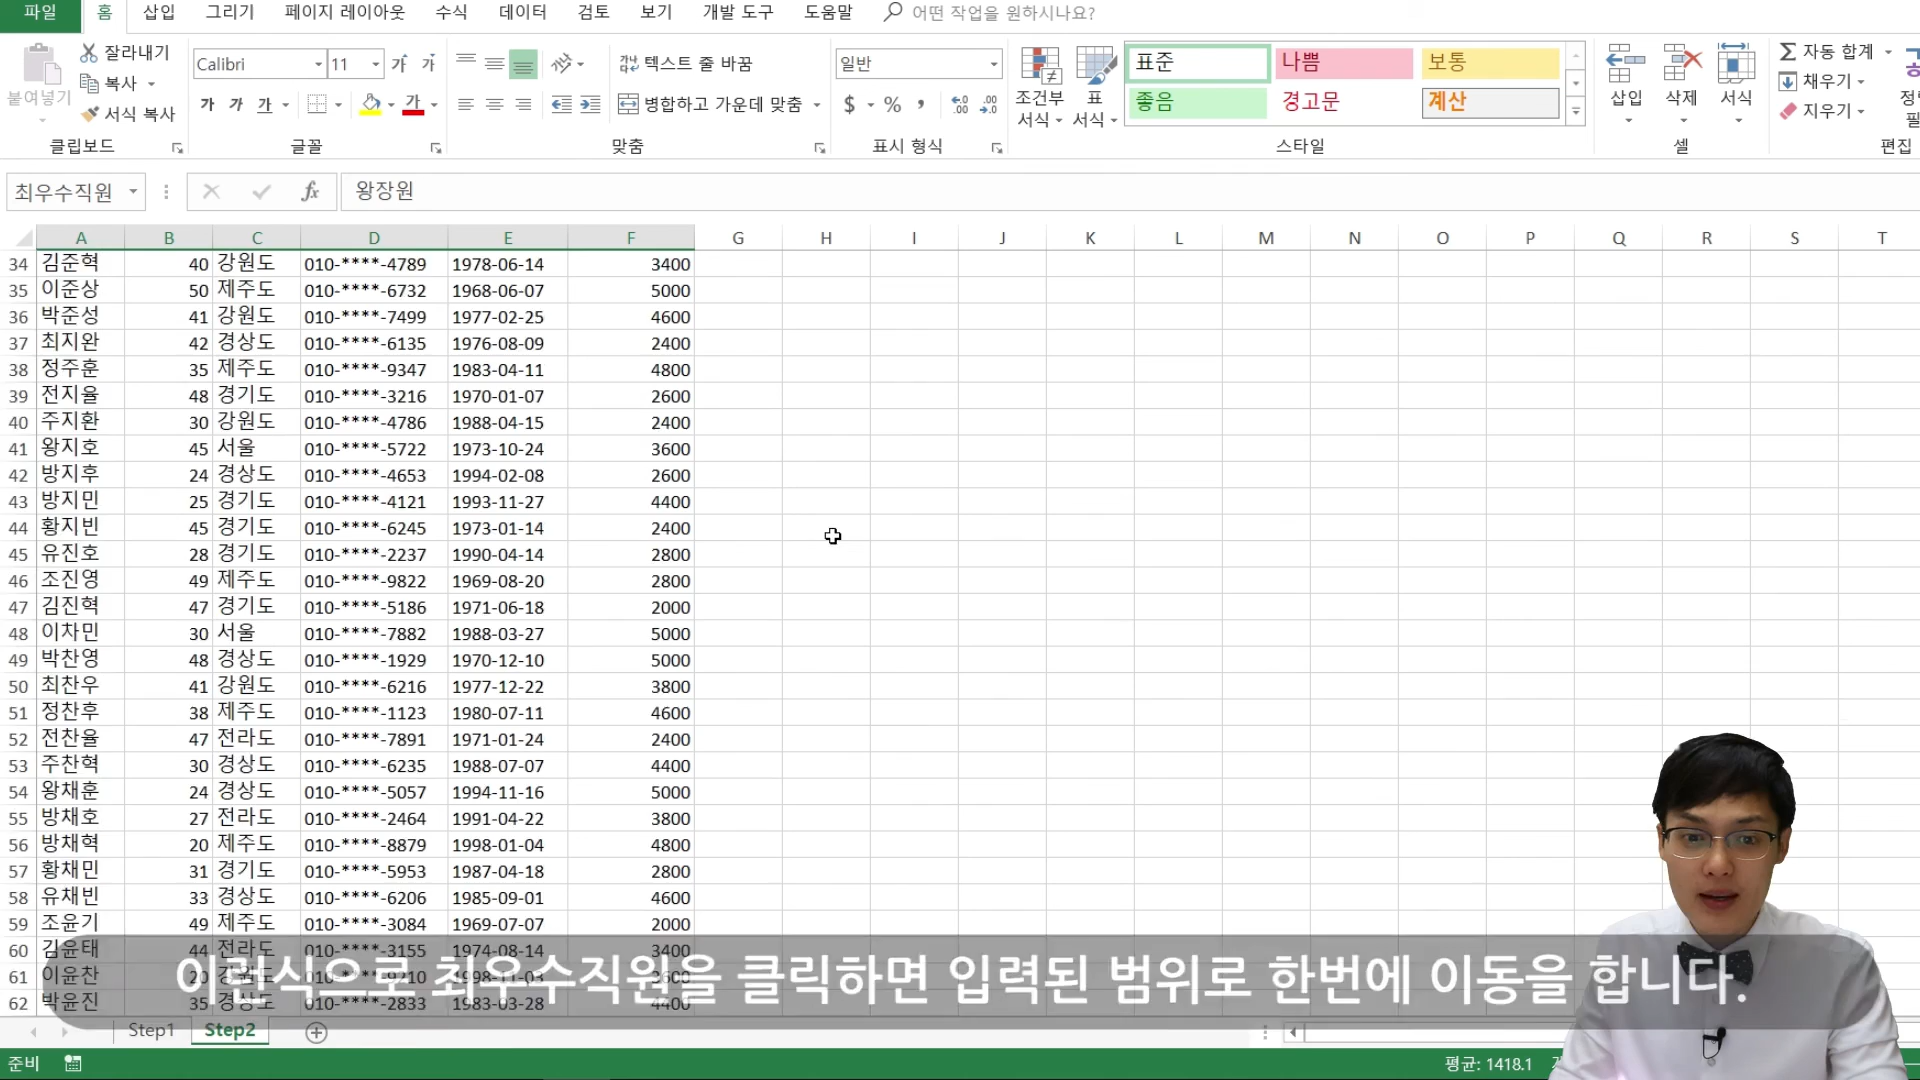 파일 홈 삽입 그리기 페이지 레이아웃 수식 데이터 검토 보기 개발 도구 도움말 어떤 작업을 원하시나요?
붙여넣기 잘라내기 복사 서식 복사
클립보드
Calibri 11 가 가
가 가 가 가
글꼴
텍스트 줄 바꿈
병합하고 가운데 맞춤
맞춤
일반
$ % ,
표시 형식
조건부 서식 표 서식
표준 나쁨 보통
좋음 경고문 계산
스타일
삽입 삭제 서식
셀
자동 합계
채우기
지우기
편집
최우수직원 fx 왕장원
A B C D E F G H I J K L M N O P Q R S T
34 김준혁 40 강원도 010-****-4789 1978-06-14 3400
35 이준상 50 제주도 010-****-6732 1968-06-07 5000
36 박준성 41 강원도 010-****-7499 1977-02-25 4600
37 최지완 42 경상도 010-****-6135 1976-08-09 2400
38 정주훈 35 제주도 010-****-9347 1983-04-11 4800
39 전지율 48 경기도 010-****-3216 1970-01-07 2600
40 주지환 30 강원도 010-****-4786 1988-04-15 2400
41 왕지호 45 서울 010-****-5722 1973-10-24 3600
42 방지후 24 경상도 010-****-4653 1994-02-08 2600
43 방지민 25 경기도 010-****-4121 1993-11-27 4400
44 황지빈 45 경기도 010-****-6245 1973-01-14 2400
45 유진호 28 경기도 010-****-2237 1990-04-14 2800
46 조진영 49 제주도 010-****-9822 1969-08-20 2800
47 김진혁 47 경기도 010-****-5186 1971-06-18 2000
48 이차민 30 서울 010-****-7882 1988-03-27 5000
49 박찬영 48 경상도 010-****-1929 1970-12-10 5000
50 최찬우 41 강원도 010-****-6216 1977-12-22 3800
51 정찬후 38 제주도 010-****-1123 1980-07-11 4600
52 전찬율 47 전라도 010-****-7891 1971-01-24 2400
53 주찬혁 30 경상도 010-****-6235 1988-07-07 4400
54 왕채훈 24 경상도 010-****-5057 1994-11-16 5000
55 방채호 27 전라도 010-****-2464 1991-04-22 3800
56 방채혁 20 제주도 010-****-8879 1998-01-04 4800
57 황채민 31 경기도 010-****-5953 1987-04-18 2800
58 유채빈 33 경상도 010-****-6206 1985-09-01 4600
59 조윤기 49 제주도 010-****-3084 1969-07-07 2000
60 김윤태 44 전라도 010-****-3155 1974-08-14 3400
61 이윤찬 20
62 박윤진 35 경상도 010-****-2833 1983-03-28 4400
이런식으로 최우수직원을 클릭하면 입력된 범위로 한번에 이동을 합니다.
Step1 Step2
준비 평균: 1418.1